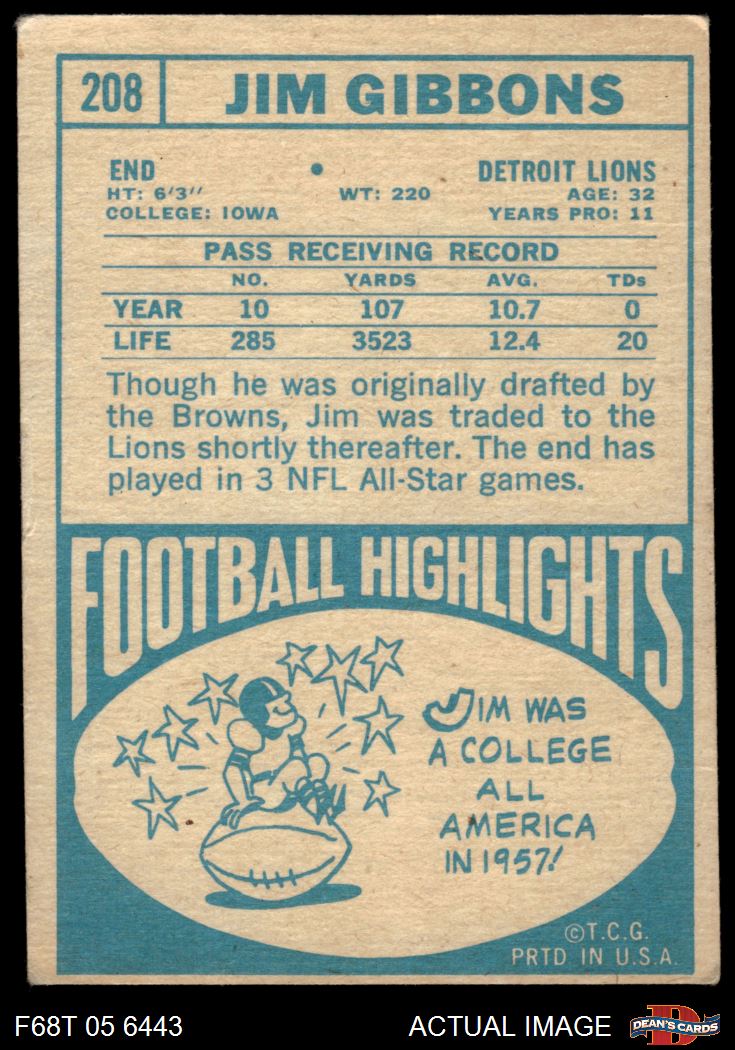 208 JIM GIBBONS
END • DETROIT LIONS
HT: 6'3'' WT: 220 AGE: 32
COLLEGE: IOWA YEARS PRO: 11
PASS RECEIVING RECORD
NO. YARDS AVG. TDs
YEAR 10 107 10.7 0
LIFE 285 3523 12.4 20
Though he was originally drafted by
the Browns, Jim was traded to the
Lions shortly thereafter. The end has
played in 3 NFL All-Star games.
FOOTBALL HIGHLIGHTS
JIM WAS
A COLLEGE
ALL
AMERICA
IN 1957!
©T.C.G.
PRTD IN U.S.A.
F68T 05 6443 ACTUAL IMAGE D DEAN'S CARDS